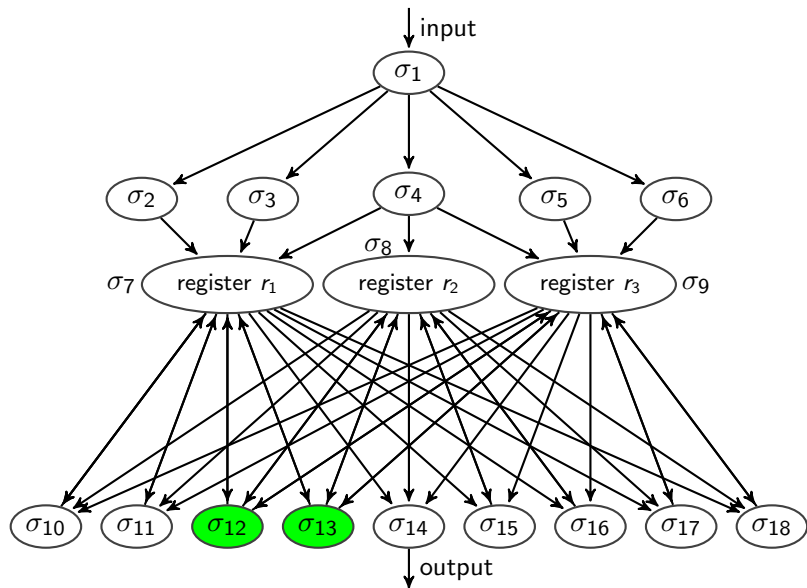 input
σ1
σ2 σ3 σ4 σ5 σ6
σ8
σ7 register r1 register r2 register r3 σ9
σ10 σ11 σ12 σ13 σ14 σ15 σ16 σ17 σ18
output